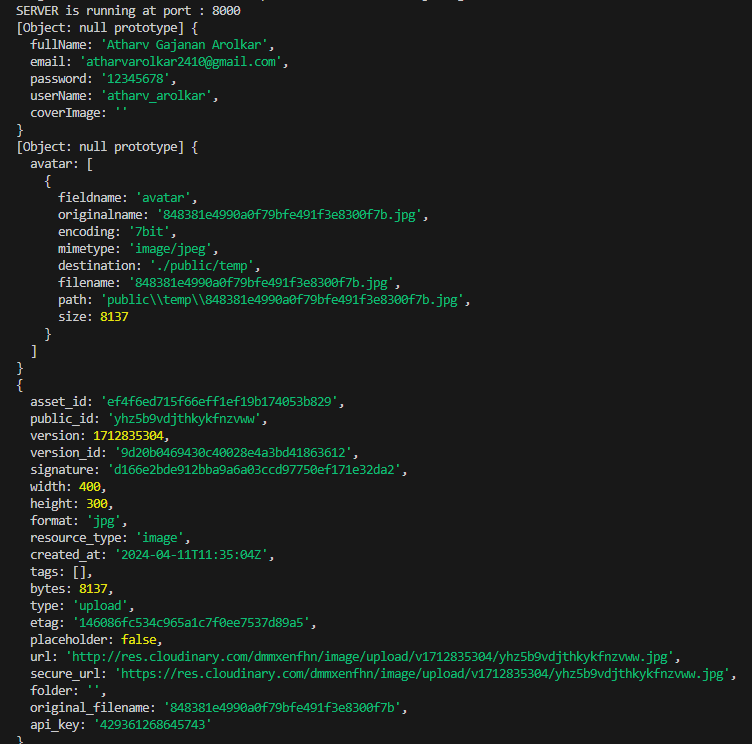 SERVER is running at port : 8000
[Object: null prototype] {
  fullName: 'Atharv Gajanan Arolkar',
  email: 'atharvarolkar2410@gmail.com',
  password: '12345678',
  userName: 'atharv_arolkar',
  coverImage: ''
}
[Object: null prototype] {
  avatar: [
    {
      fieldname: 'avatar',
      originalname: '848381e4990a0f79bfe491f3e8300f7b.jpg',
      encoding: '7bit',
      mimetype: 'image/jpeg',
      destination: './public/temp',
      filename: '848381e4990a0f79bfe491f3e8300f7b.jpg',
      path: 'public\\temp\\848381e4990a0f79bfe491f3e8300f7b.jpg',
      size: 8137
    }
  ]
}
{
  asset_id: 'ef4f6ed715f66eff1ef19b174053b829',
  public_id: 'yhz5b9vdjthkykfnzvww',
  version: 1712835304,
  version_id: '9d20b0469430c40028e4a3bd41863612',
  signature: 'd166e2bde912bba9a6a03ccd97750ef171e32da2',
  width: 400,
  height: 300,
  format: 'jpg',
  resource_type: 'image',
  created_at: '2024-04-11T11:35:04Z',
  tags: [],
  bytes: 8137,
  type: 'upload',
  etag: '146086fc534c965a1c7f0ee7537d89a5',
  placeholder: false,
  url: 'http://res.cloudinary.com/dmmxenfhn/image/upload/v1712835304/yhz5b9vdjthkykfnzvww.jpg',
  secure_url: 'https://res.cloudinary.com/dmmxenfhn/image/upload/v1712835304/yhz5b9vdjthkykfnzvww.jpg',
  folder: '',
  original_filename: '848381e4990a0f79bfe491f3e8300f7b',
  api_key: '429361268645743'
}